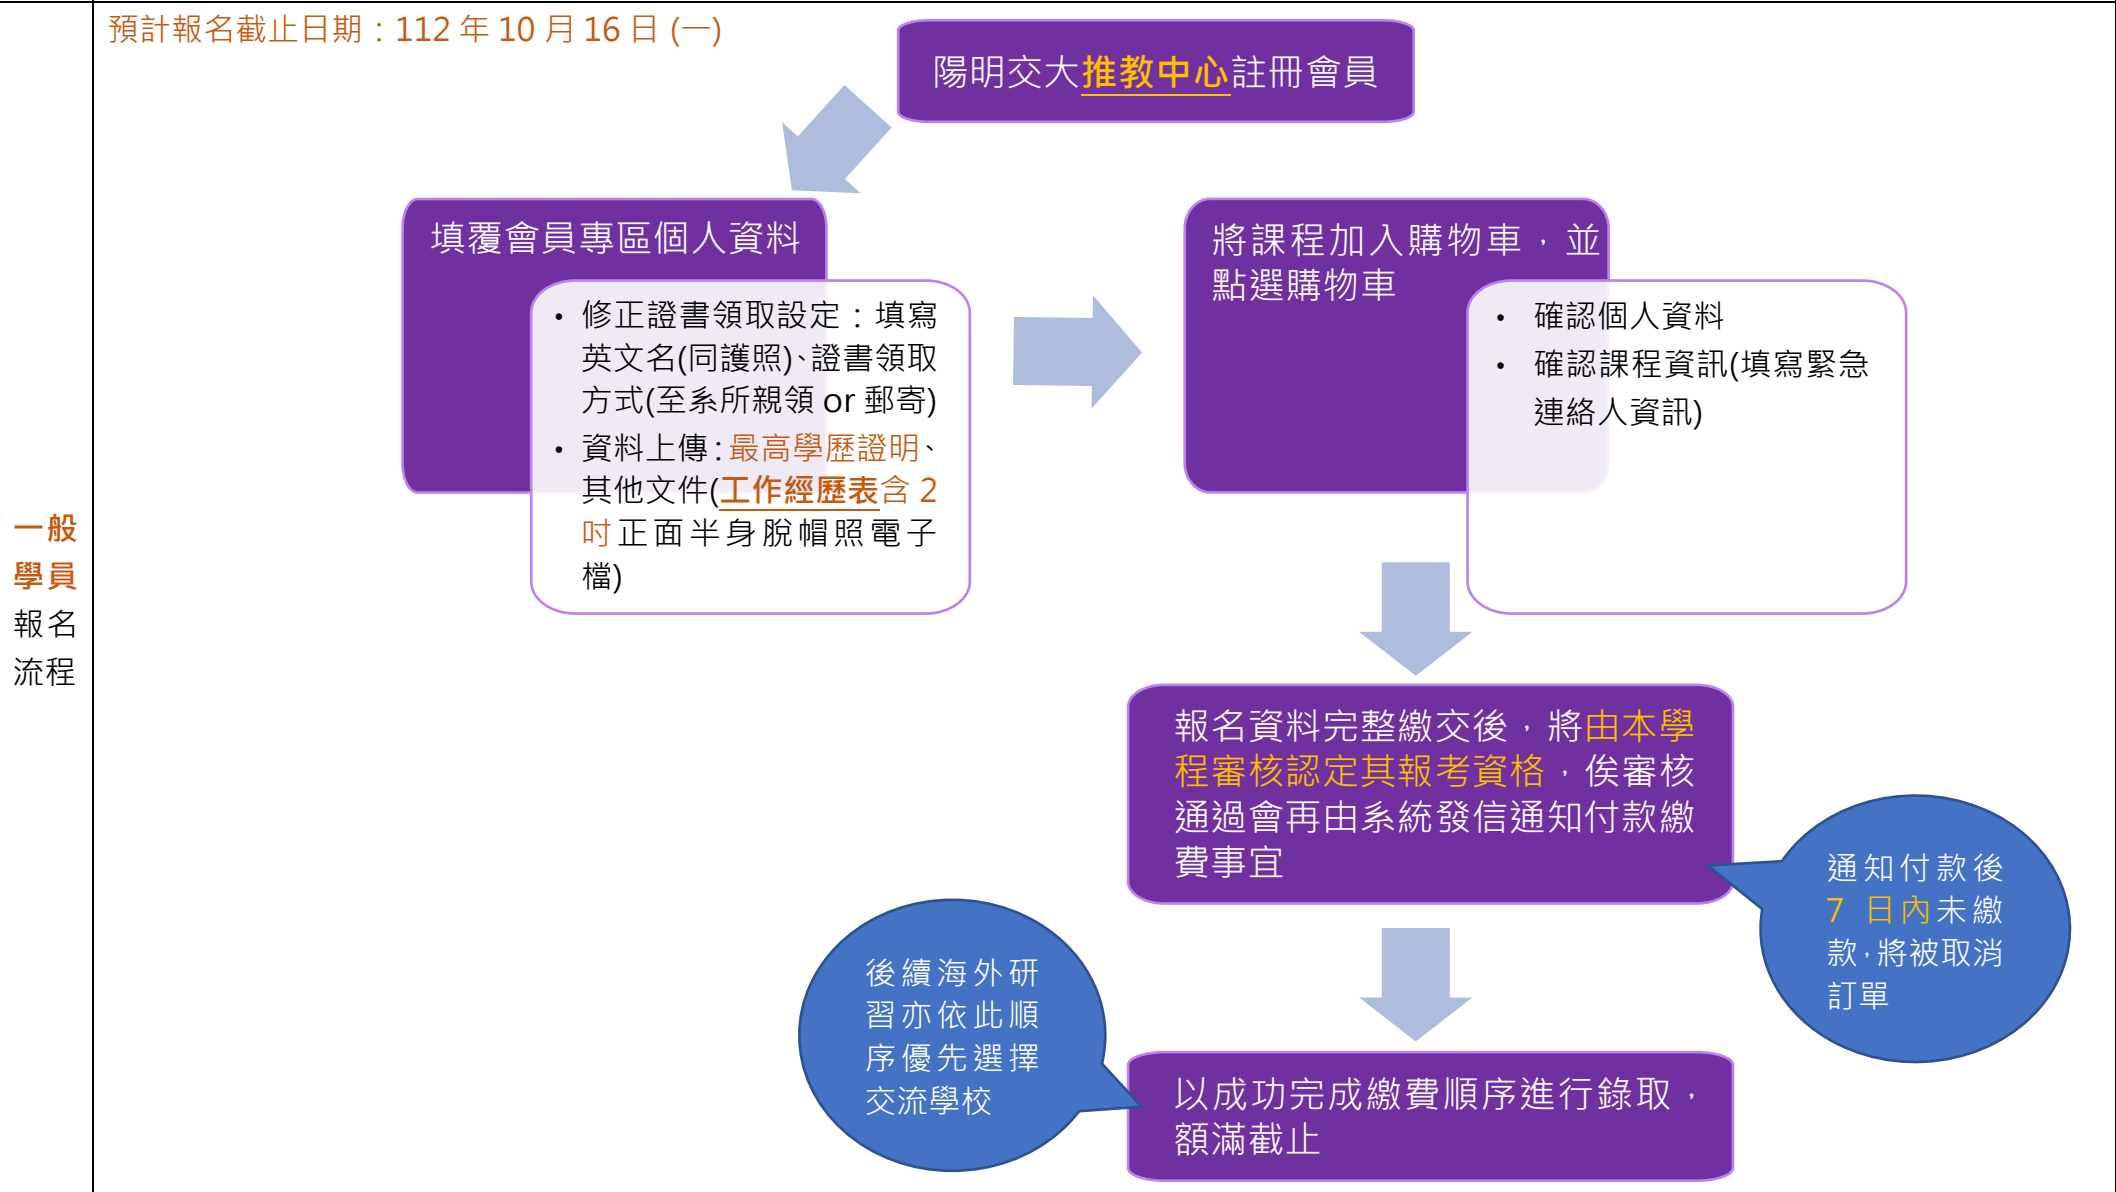 預計報名截止日期：112 年 10 月 16 日 (一)
陽明交大推教中心註冊會員
填覆會員專區個人資料
• 修正證書領取設定：填寫
英文名(同護照)、證書領取
方式(至系所親領 or 郵寄)
• 資料上傳：最高學歷證明、
其他文件(工作經歷表含 2
吋正面半身脫帽照電子
檔)
將課程加入購物車，並
點選購物車
• 確認個人資料
• 確認課程資訊(填寫緊急
連絡人資訊)
一般
學員
報名
流程
報名資料完整繳交後，將由本學
程審核認定其報考資格，俟審核
通過會再由系統發信通知付款繳
費事宜
通知付款後
7 日內未繳
款，將被取消
訂單
後續海外研
習亦依此順
序優先選擇
交流學校
以成功完成繳費順序進行錄取，
額滿截止